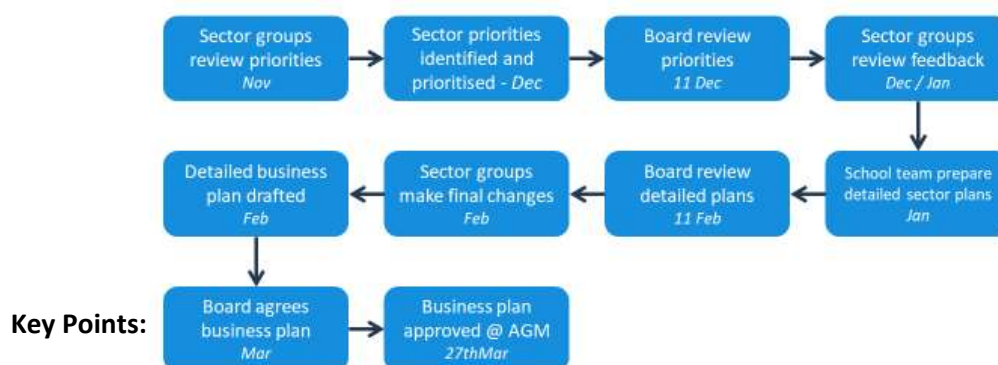 Sector groups
review priorities
Nov
Sector priorities
identified and
prioritised - Dec
Board review
priorities
11 Dec
Sector groups
review feedback
Dec / Jan
School team prepare
detailed sector plans
Jan
Board review
detailed plans
11 Feb
Sector groups
make final changes
Feb
Detailed business
plan drafted
Feb
Key Points:
Board agrees
business plan
Mar
Business plan
approved @ AGM
27thMar